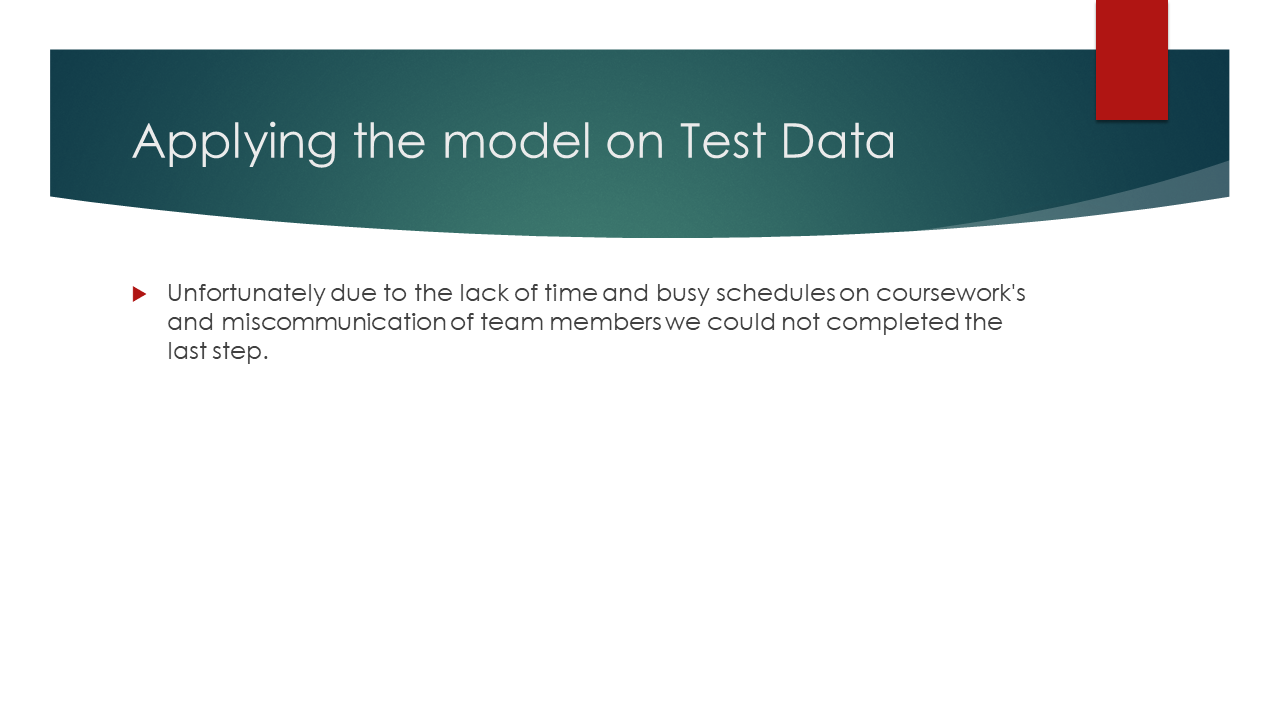 Applying the model on Test Data
Unfortunately due to the lack of time and busy schedules on coursework's
and miscommunication of team members we could not completed the
last step.